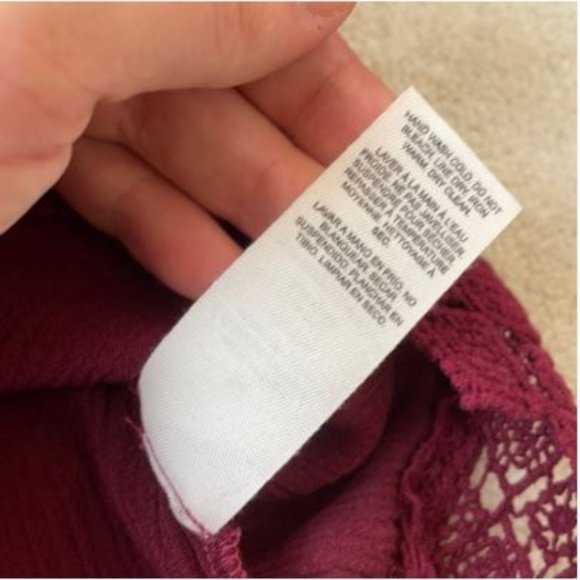 HAND WASH COLD. DO NOT
BLEACH. LINE DRY. IRON
WARM. DRY CLEAN.
LAVER À LA MAIN À L'EAU
FROIDE. NE PAS JAVELLISER.
SUSPENDRE POUR SÉCHER.
REPASSER À TEMPÉRATURE
MOYENNE. NETTOYAGE À
SEC.
LAVAR A MANO EN FRIO. NO
BLANQUEAR. SECAR
SUSPENDIDO. PLANCHAR EN
TIBIO. LIMPIAR EN SECO.